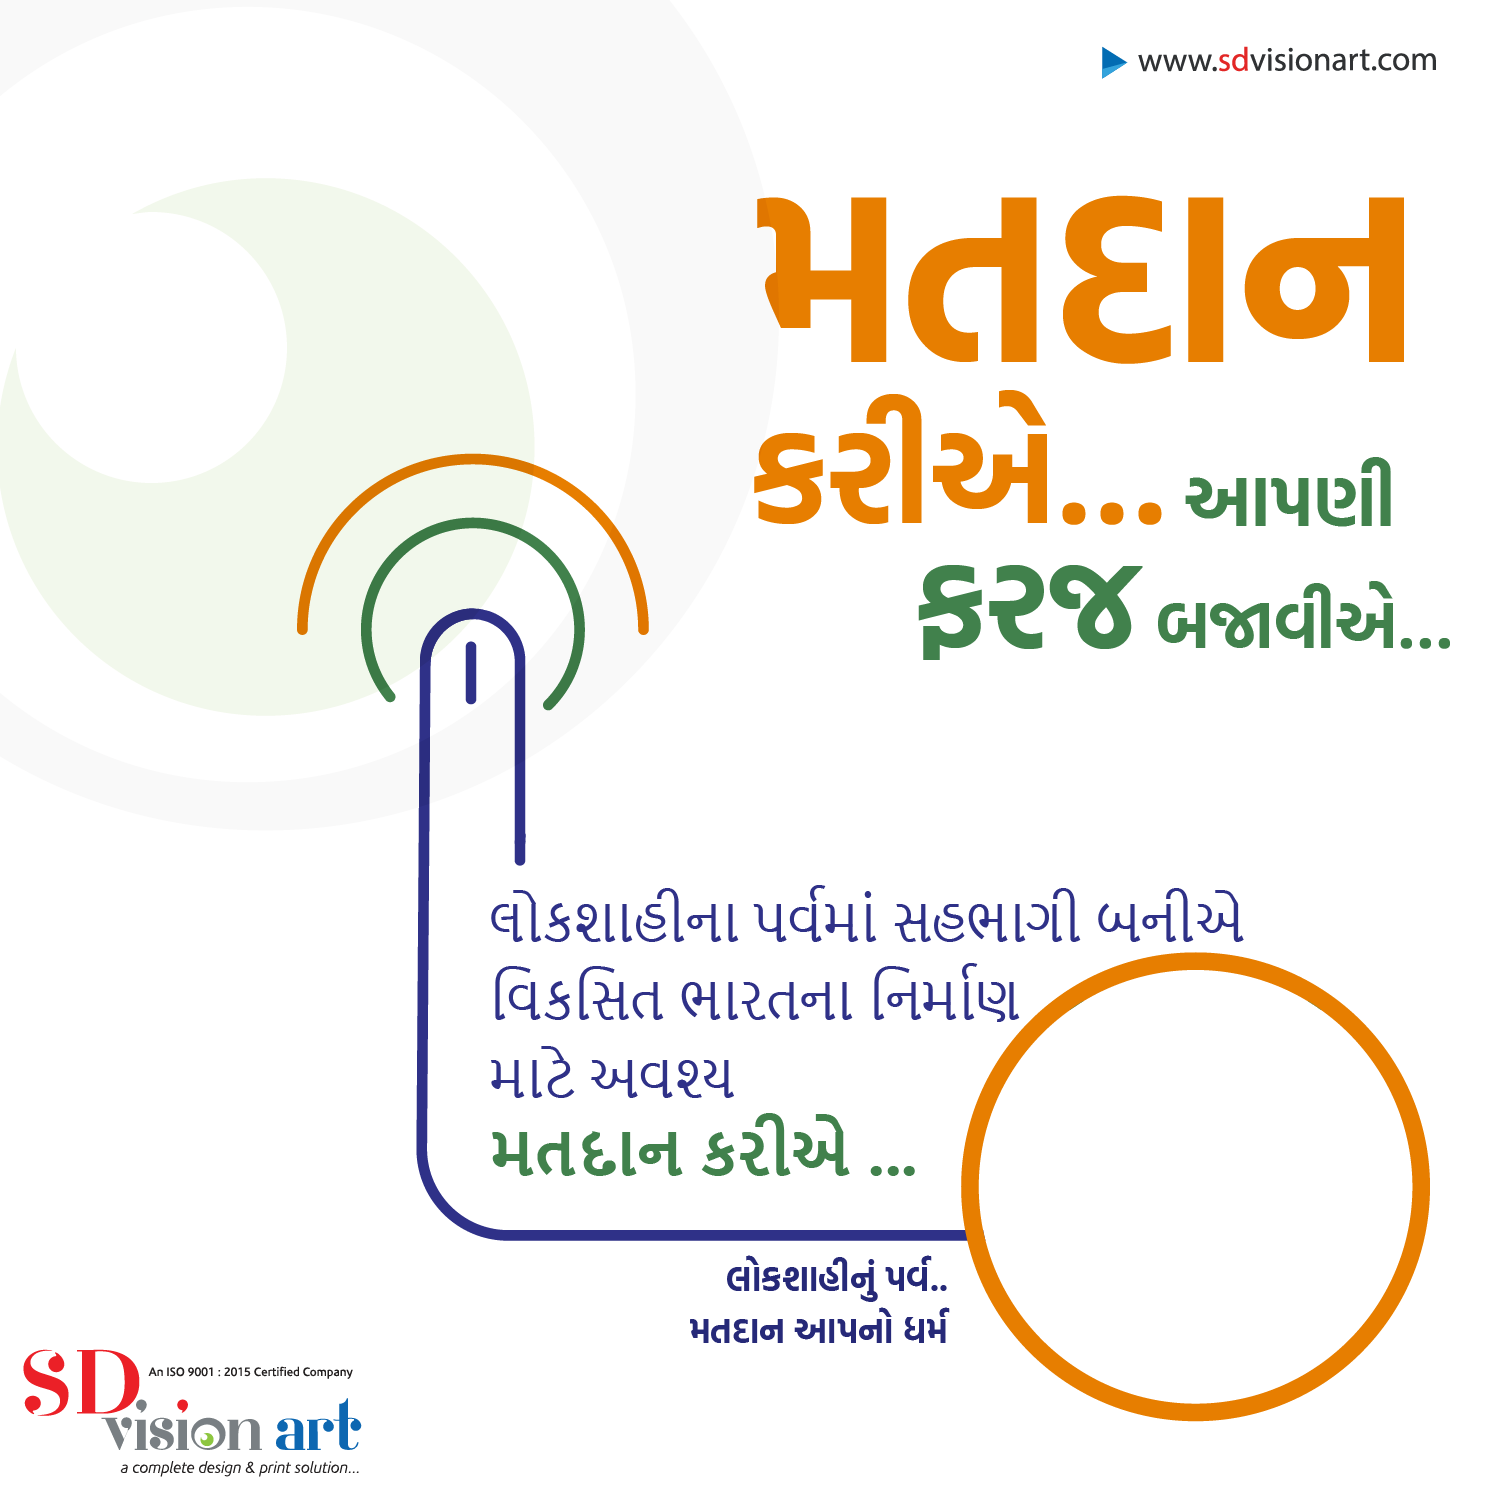 www.sdvisionart.com
મતદાન
કરીએ... આપણી
ફરજ બજાવીએ...
લોકશાહીના પર્વમાં સહભાગી બનીએ
વિકસિત ભારતના નિર્માણ
માટે અવશ્ય
મતદાન કરીએ ...
લોકશાહીનું પર્વ..
મતદાન આપનો ધર્મ
SD An ISO 9001 : 2015 Certified Company
vision art
a complete design & print solution...